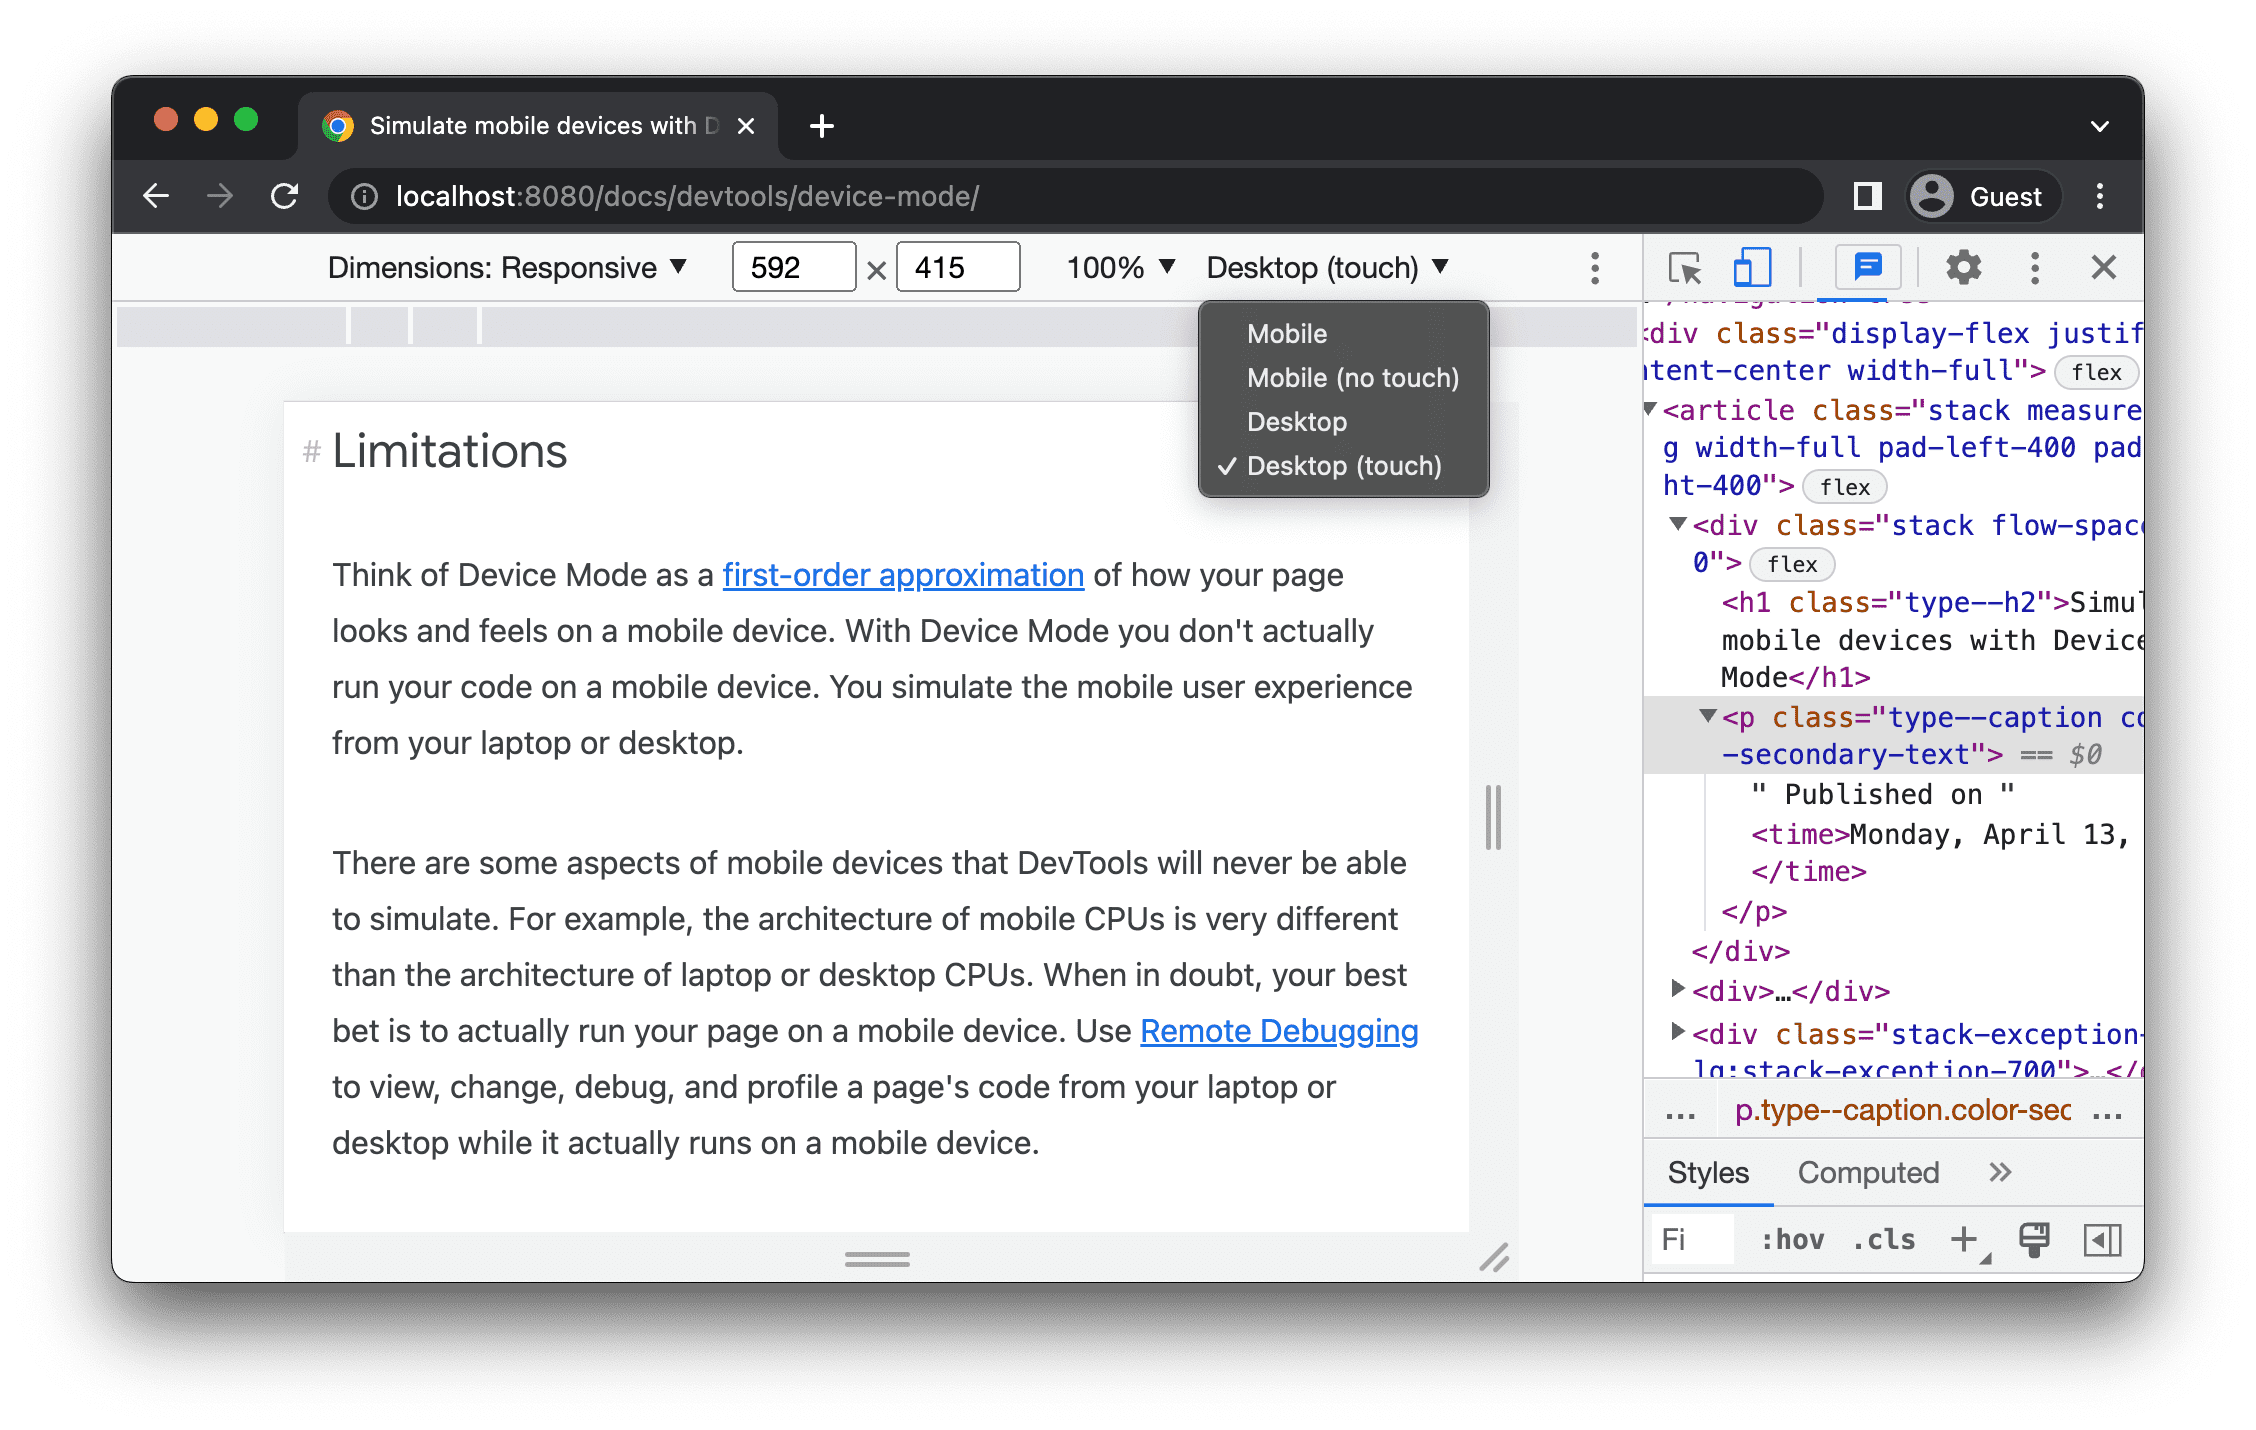 Simulate mobile devices with D
localhost:8080/docs/devtools/device-mode/
Guest
Dimensions: Responsive 592 × 415 100% Desktop (touch)
Mobile
Mobile (no touch)
Desktop
✓ Desktop (touch)
# Limitations
Think of Device Mode as a first-order approximation of how your page
looks and feels on a mobile device. With Device Mode you don't actually
run your code on a mobile device. You simulate the mobile user experience
from your laptop or desktop.
There are some aspects of mobile devices that DevTools will never be able
to simulate. For example, the architecture of mobile CPUs is very different
than the architecture of laptop or desktop CPUs. When in doubt, your best
bet is to actually run your page on a mobile device. Use Remote Debugging
to view, change, debug, and profile a page's code from your laptop or
desktop while it actually runs on a mobile device.
<div class="display-flex justif
ntent-center width-full"> flex
<article class="stack measure
g width-full pad-left-400 pad
ht-400"> flex
<div class="stack flow-spac
0"> flex
<h1 class="type--h2">Simul
mobile devices with Device
Mode</h1>
<p class="type--caption co
-secondary-text"> == $0
" Published on "
<time>Monday, April 13,
</time>
</p>
</div>
<div>…</div>
<div class="stack-exception-
lg:stack-exception-700">…</
... p.type--caption.color-sec ...
Styles Computed »
Fi :hov .cls +